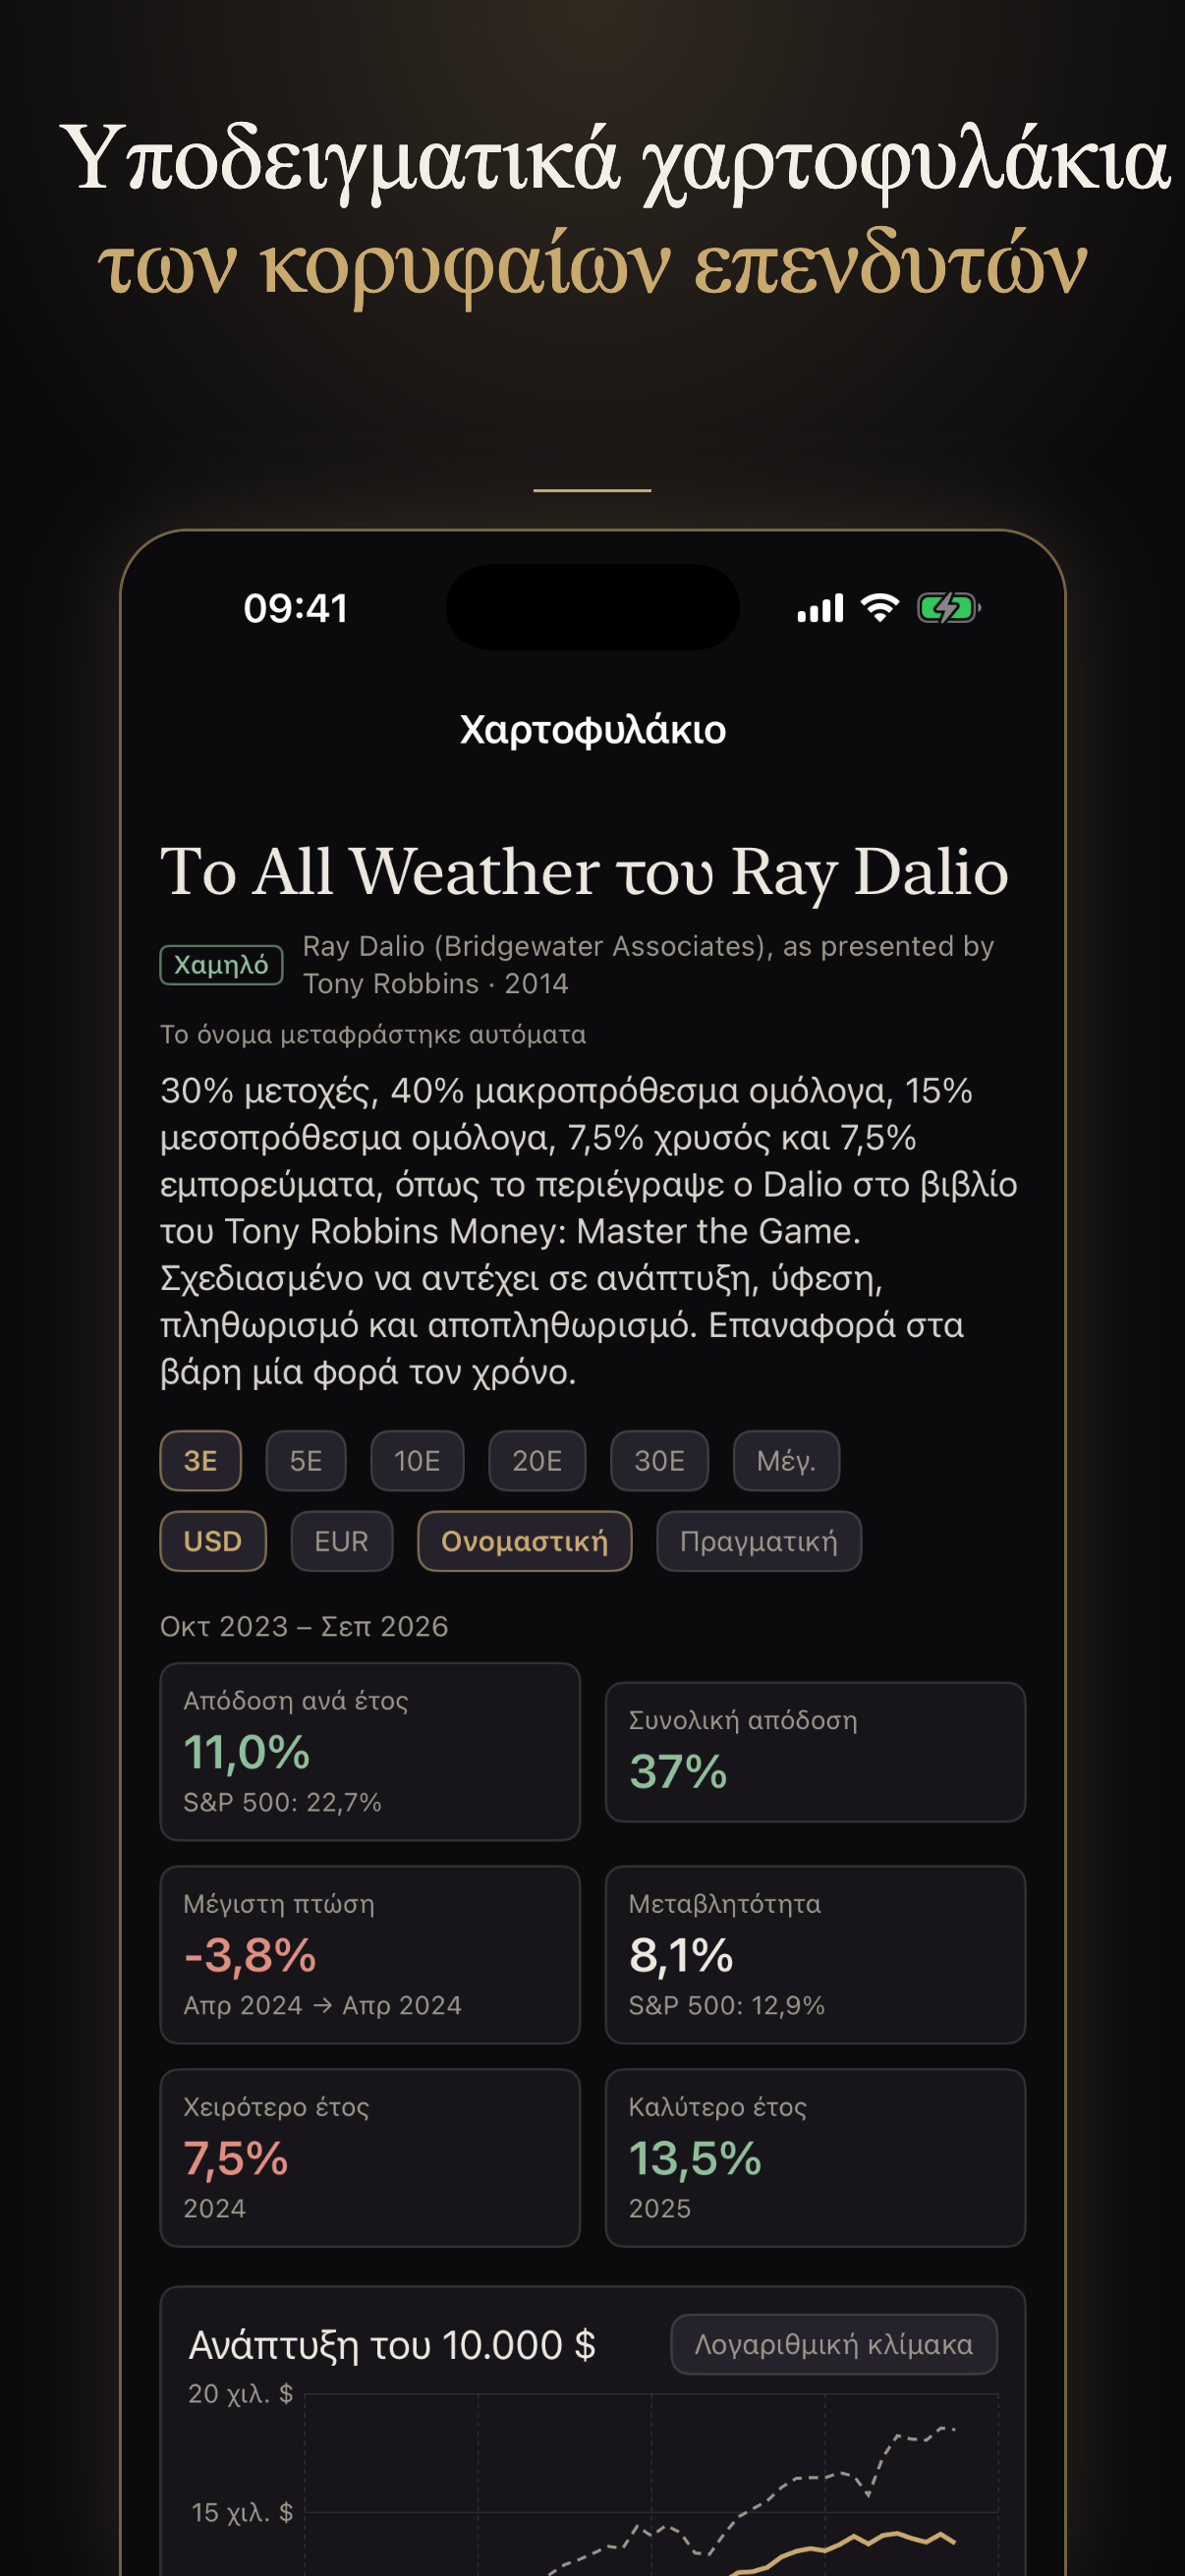 Υποδειγματικά χαρτοφυλάκια
των κορυφαίων επενδυτών
09:41
Χαρτοφυλάκιο
Το All Weather του Ray Dalio
Χαμηλό
Ray Dalio (Bridgewater Associates), as presented by
Tony Robbins · 2014
Το όνομα μεταφράστηκε αυτόματα
30% μετοχές, 40% μακροπρόθεσμα ομόλογα, 15%
μεσοπρόθεσμα ομόλογα, 7,5% χρυσός και 7,5%
εμπορεύματα, όπως το περιέγραψε ο Dalio στο βιβλίο
του Tony Robbins Money: Master the Game.
Σχεδιασμένο να αντέχει σε ανάπτυξη, ύφεση,
πληθωρισμό και αποπληθωρισμό. Επαναφορά στα
βάρη μία φορά τον χρόνο.
3Ε 5Ε 10Ε 20Ε 30Ε Μέγ.
USD EUR Ονομαστική Πραγματική
Οκτ 2023 – Σεπ 2026
Απόδοση ανά έτος
11,0%
S&P 500: 22,7%
Συνολική απόδοση
37%
Μέγιστη πτώση
-3,8%
Απρ 2024 → Απρ 2024
Μεταβλητότητα
8,1%
S&P 500: 12,9%
Χειρότερο έτος
7,5%
2024
Καλύτερο έτος
13,5%
2025
Ανάπτυξη του 10.000 $
Λογαριθμική κλίμακα
20 χιλ. $
15 χιλ. $